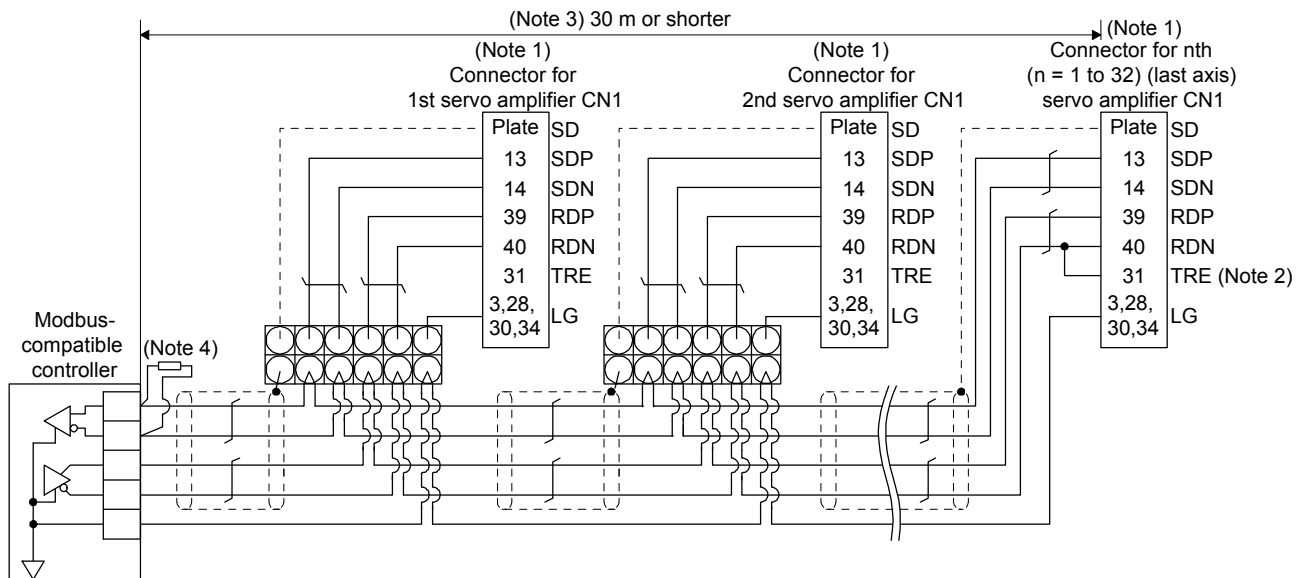 (Note 3) 30 m or shorter
(Note 1)
Connector for
1st servo amplifier CN1
Plate SD
13 SDP
14 SDN
39 RDP
40 RDN
31 TRE
3,28,
30,34
LG
(Note 1)
Connector for
2nd servo amplifier CN1
Plate SD
13 SDP
14 SDN
39 RDP
40 RDN
31 TRE
3,28,
30,34
LG
(Note 1)
Connector for nth
(n = 1 to 32) (last axis)
servo amplifier CN1
Plate SD
13 SDP
14 SDN
39 RDP
40 RDN
31 TRE (Note 2)
3,28,
30,34
LG
Modbus-
compatible
controller
(Note 4)